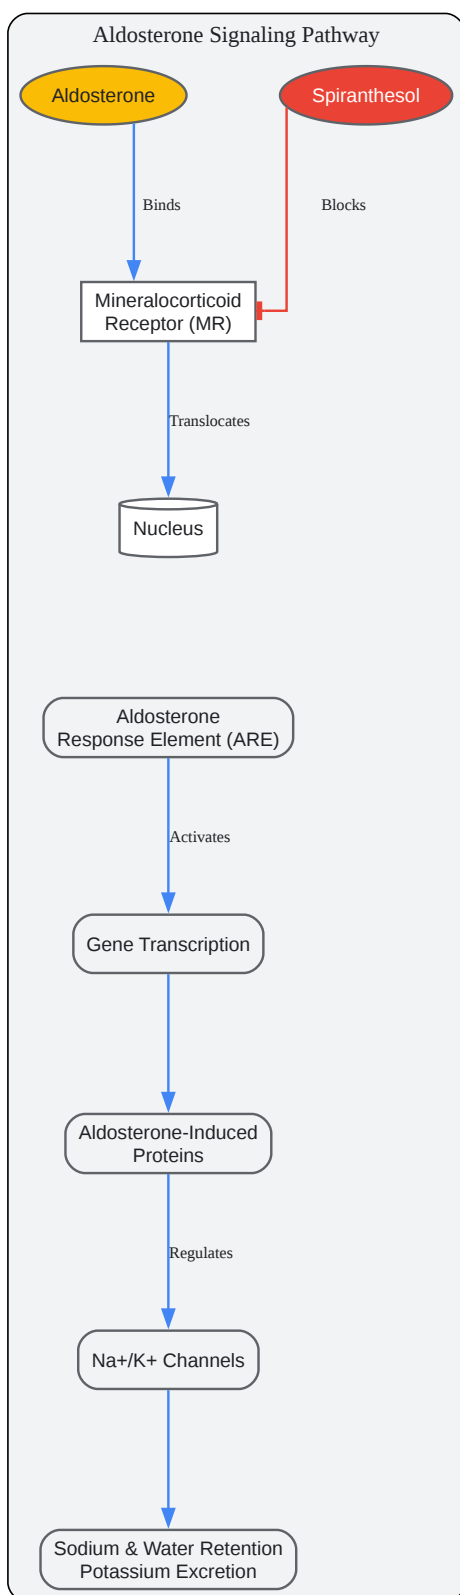 Aldosterone Signaling Pathway
Aldosterone
Spiranthesol
Binds
Blocks
Mineralocorticoid
Receptor (MR)
Translocates
Nucleus
Aldosterone
Response Element (ARE)
Activates
Gene Transcription
Aldosterone-Induced
Proteins
Regulates
Na+/K+ Channels
Sodium & Water Retention
Potassium Excretion